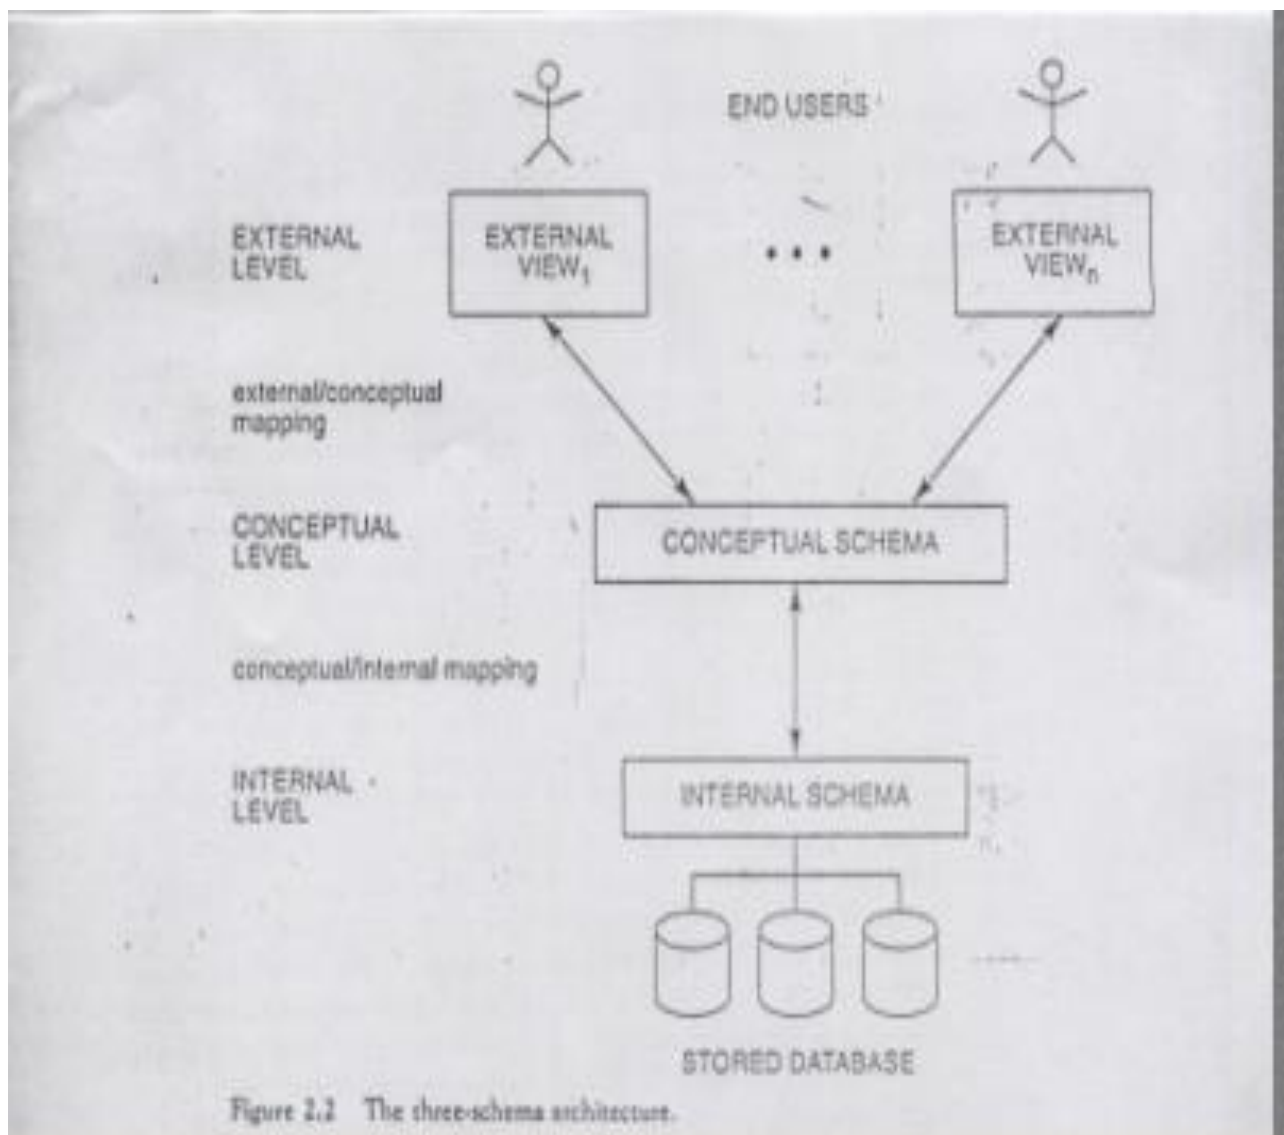 END USERS
EXTERNAL
LEVEL
EXTERNAL
VIEW1
• • •
EXTERNAL
VIEWn
external/conceptual
mapping
CONCEPTUAL
LEVEL
CONCEPTUAL SCHEMA
conceptual/internal mapping
INTERNAL
LEVEL
INTERNAL SCHEMA
STORED DATABASE
Figure 2.2 The three-schema architecture.